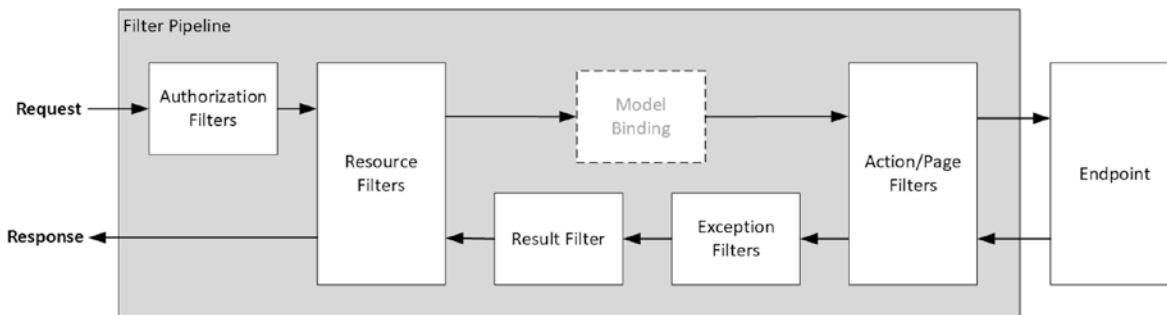 Filter Pipeline
Request
Authorization
Filters
Resource
Filters
Model
Binding
Action/Page
Filters
Endpoint
Response
Result Filter
Exception
Filters